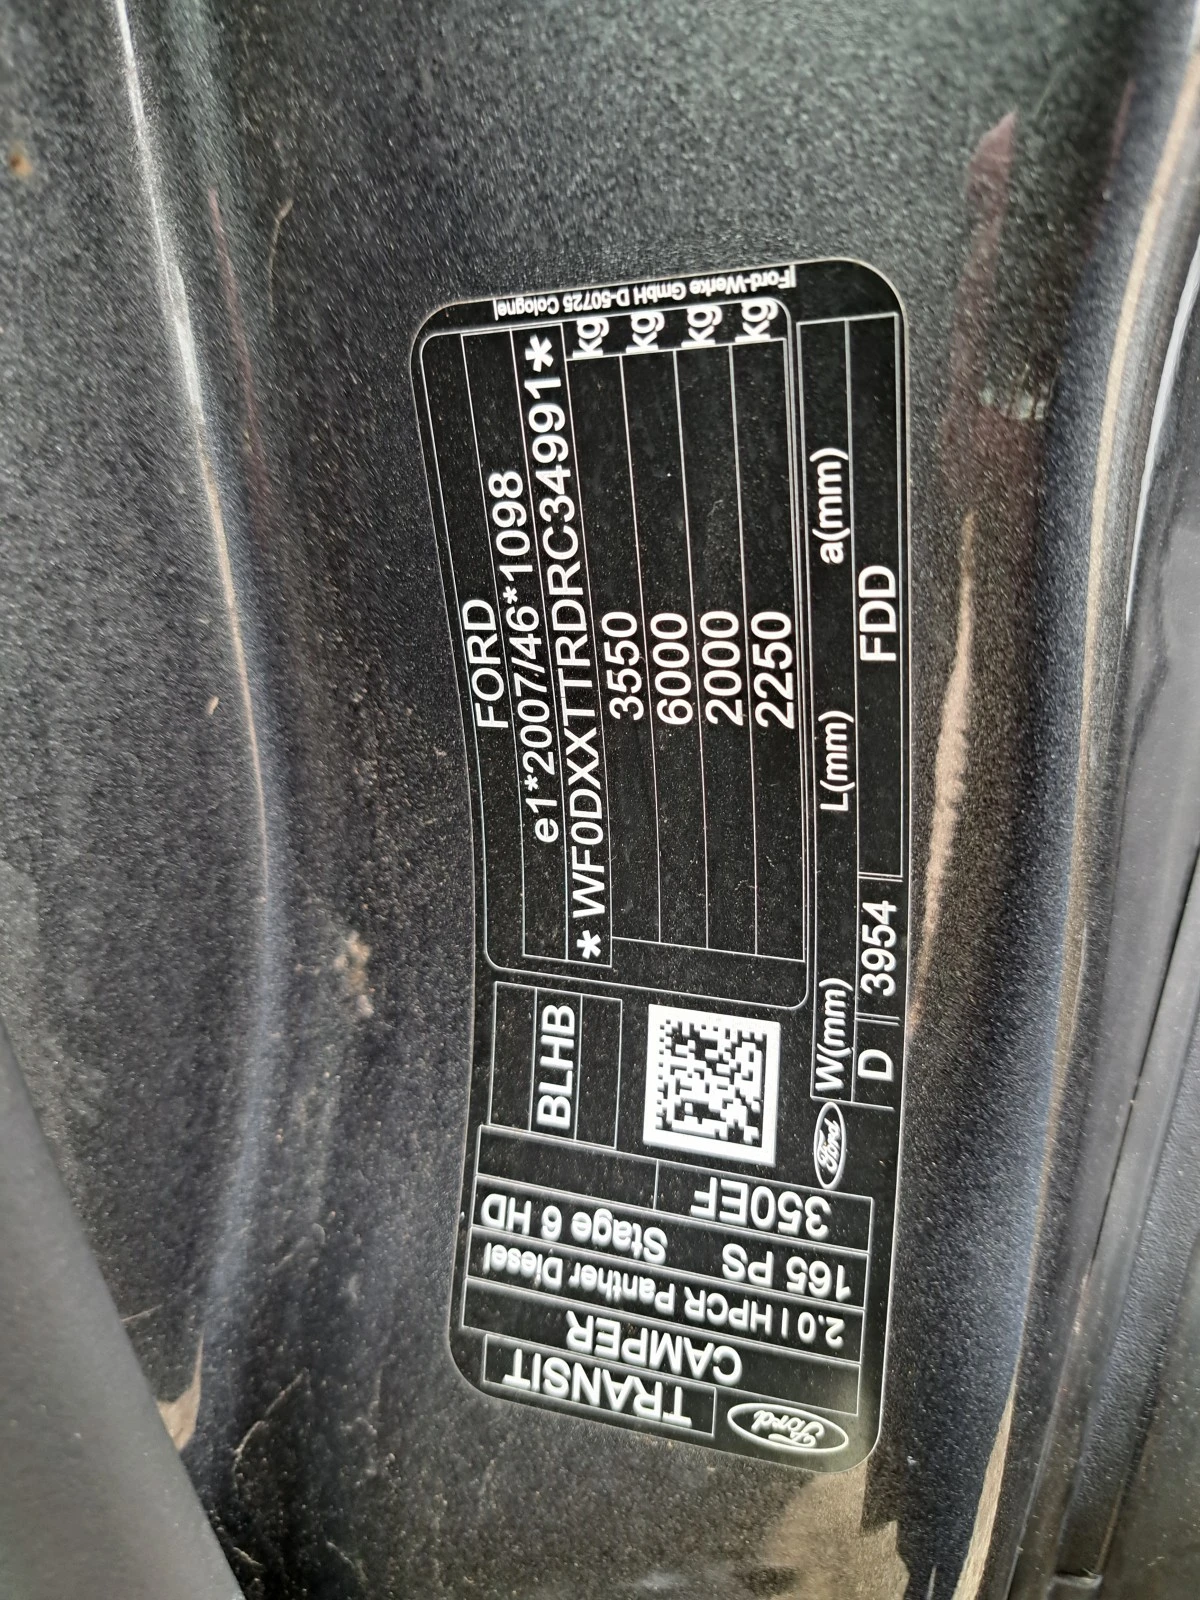 Ford-Werke GmbH D-50725 Cologne
FORD
e1*2007/46*1098
* WF0DXXTTRDRC34991*
3550 kg
6000 kg
2000 kg
2250 kg
BLHB
W(mm) L(mm) a(mm)
D 3954 FDD
Ford
350EF
165 PS Stage 6 HD
2.0 l HPCR Panther Diesel
CAMPER
TRANSIT
Ford